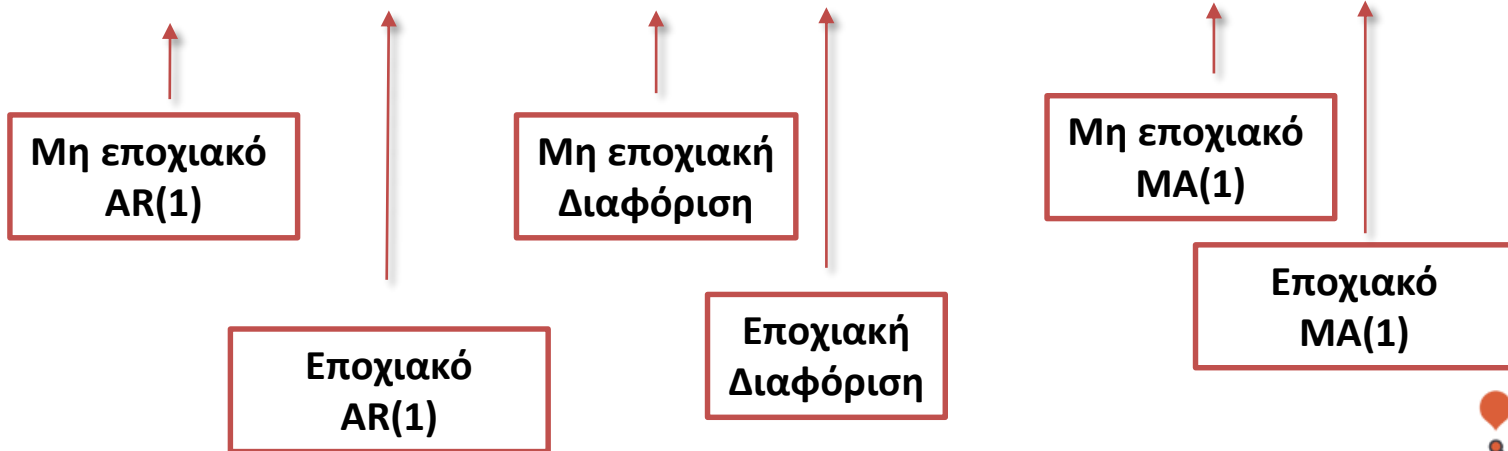 Μη εποχιακό
AR(1)
Εποχιακό
AR(1)
Μη εποχιακή
Διαφόριση
Εποχιακή
Διαφόριση
Μη εποχιακό
MA(1)
Εποχιακό
MA(1)